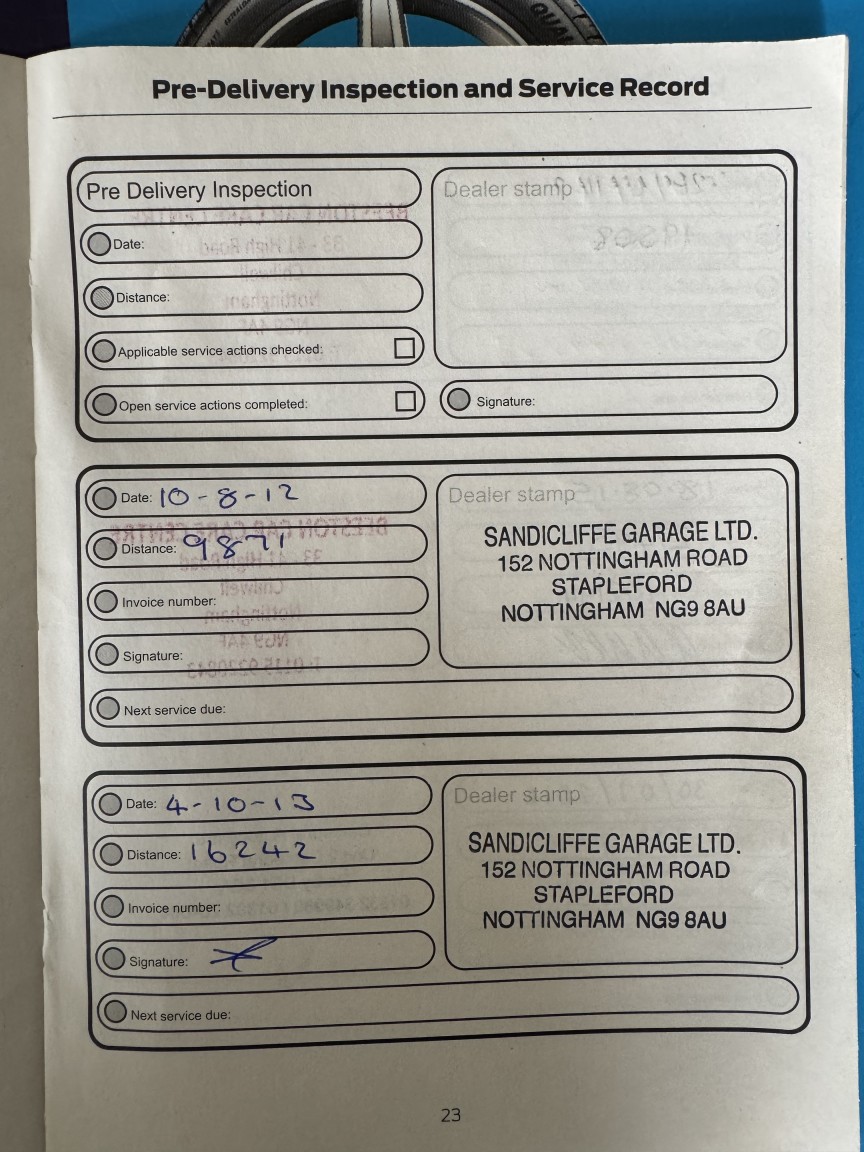 Pre-Delivery Inspection and Service Record
Pre Delivery Inspection
Date:
Distance:
Applicable service actions checked:
Open service actions completed:
Dealer stamp
Signature:
Date: 10-8-12
Distance: 9871
Invoice number:
Signature:
Next service due:
Dealer stamp
SANDICLIFFE GARAGE LTD.
152 NOTTINGHAM ROAD
STAPLEFORD
NOTTINGHAM NG9 8AU
Date: 4-10-13
Distance: 16242
Invoice number:
Signature:
Next service due:
Dealer stamp
SANDICLIFFE GARAGE LTD.
152 NOTTINGHAM ROAD
STAPLEFORD
NOTTINGHAM NG9 8AU
23